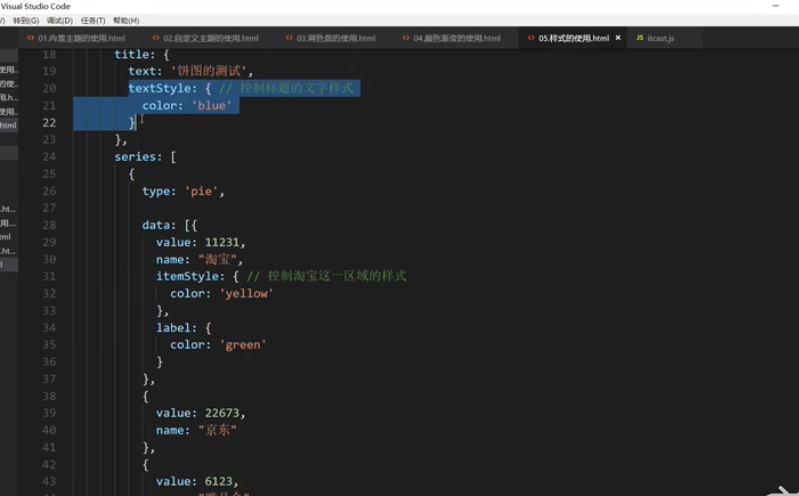 Visual Studio Code
转到(G) 调试(D) 任务(T) 帮助(H)
01.内置主题的使用.html 02.自定义主题的使用.html 03.调色盘的使用.html 04.颜色渐变的使用.html 05.样式的使用.html × JS itcast.js
18 title: {
19 text: '饼图的测试',
20 textStyle: { // 控制标题的文字样式
21 color: 'blue'
22 }
23 },
24 series: [
25 {
26 type: 'pie',
27
28 data: [{
29 value: 11231,
30 name: "淘宝",
31 itemStyle: { // 控制淘宝这一区域的样式
32 color: 'yellow'
33 },
34 label: {
35 color: 'green'
36 }
37 },
38 {
39 value: 22673,
40 name: "京东"
41 },
42 {
43 value: 6123,